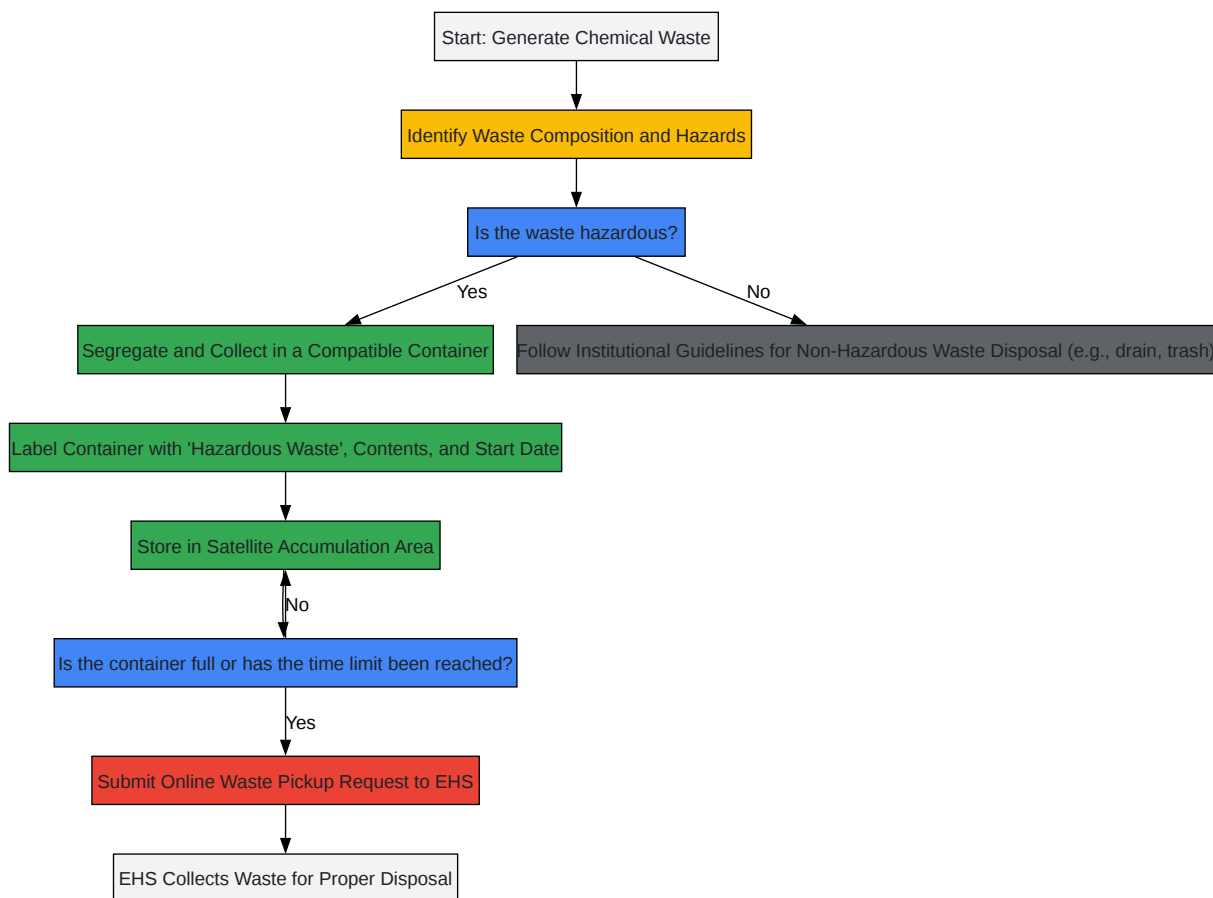 Start: Generate Chemical Waste
Identify Waste Composition and Hazards
Is the waste hazardous?
Yes
No
Segregate and Collect in a Compatible Container
Follow Institutional Guidelines for Non-Hazardous Waste Disposal (e.g., drain, trash)
Label Container with 'Hazardous Waste', Contents, and Start Date
Store in Satellite Accumulation Area
No
Is the container full or has the time limit been reached?
Yes
Submit Online Waste Pickup Request to EHS
EHS Collects Waste for Proper Disposal